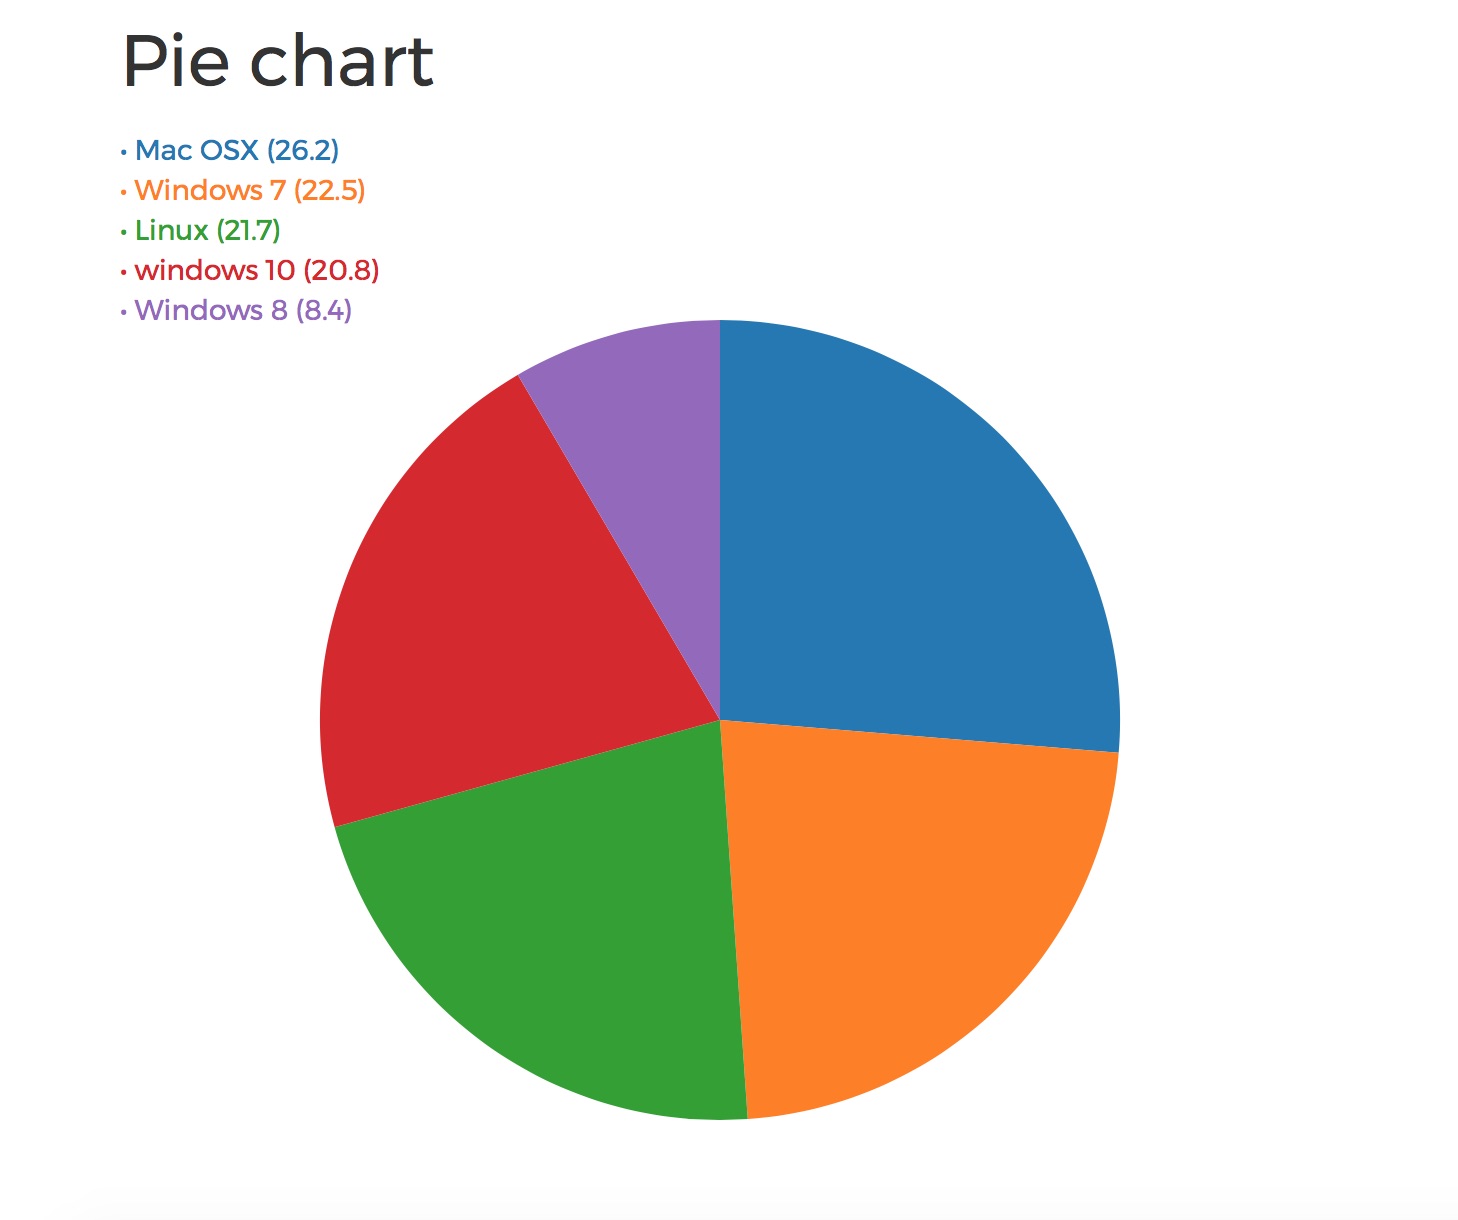 Pie chart
• Mac OSX (26.2)
• Windows 7 (22.5)
• Linux (21.7)
• windows 10 (20.8)
• Windows 8 (8.4)